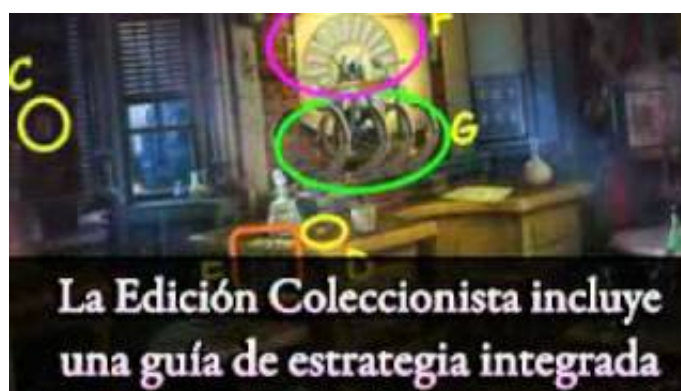 F
C
G
E D
La Edición Coleccionista incluye
una guía de estrategia integrada